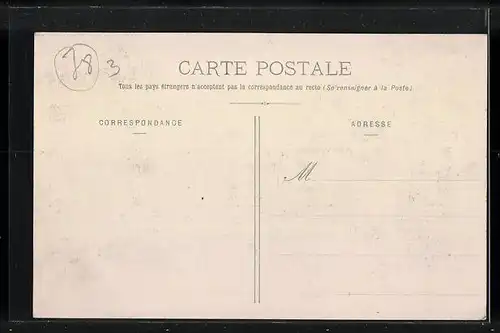 78 3
CARTE POSTALE
Tous les pays étrangers n'acceptent pas la correspondance au recto (Se renseigner à la Poste)
CORRESPONDANCE
ADRESSE
M